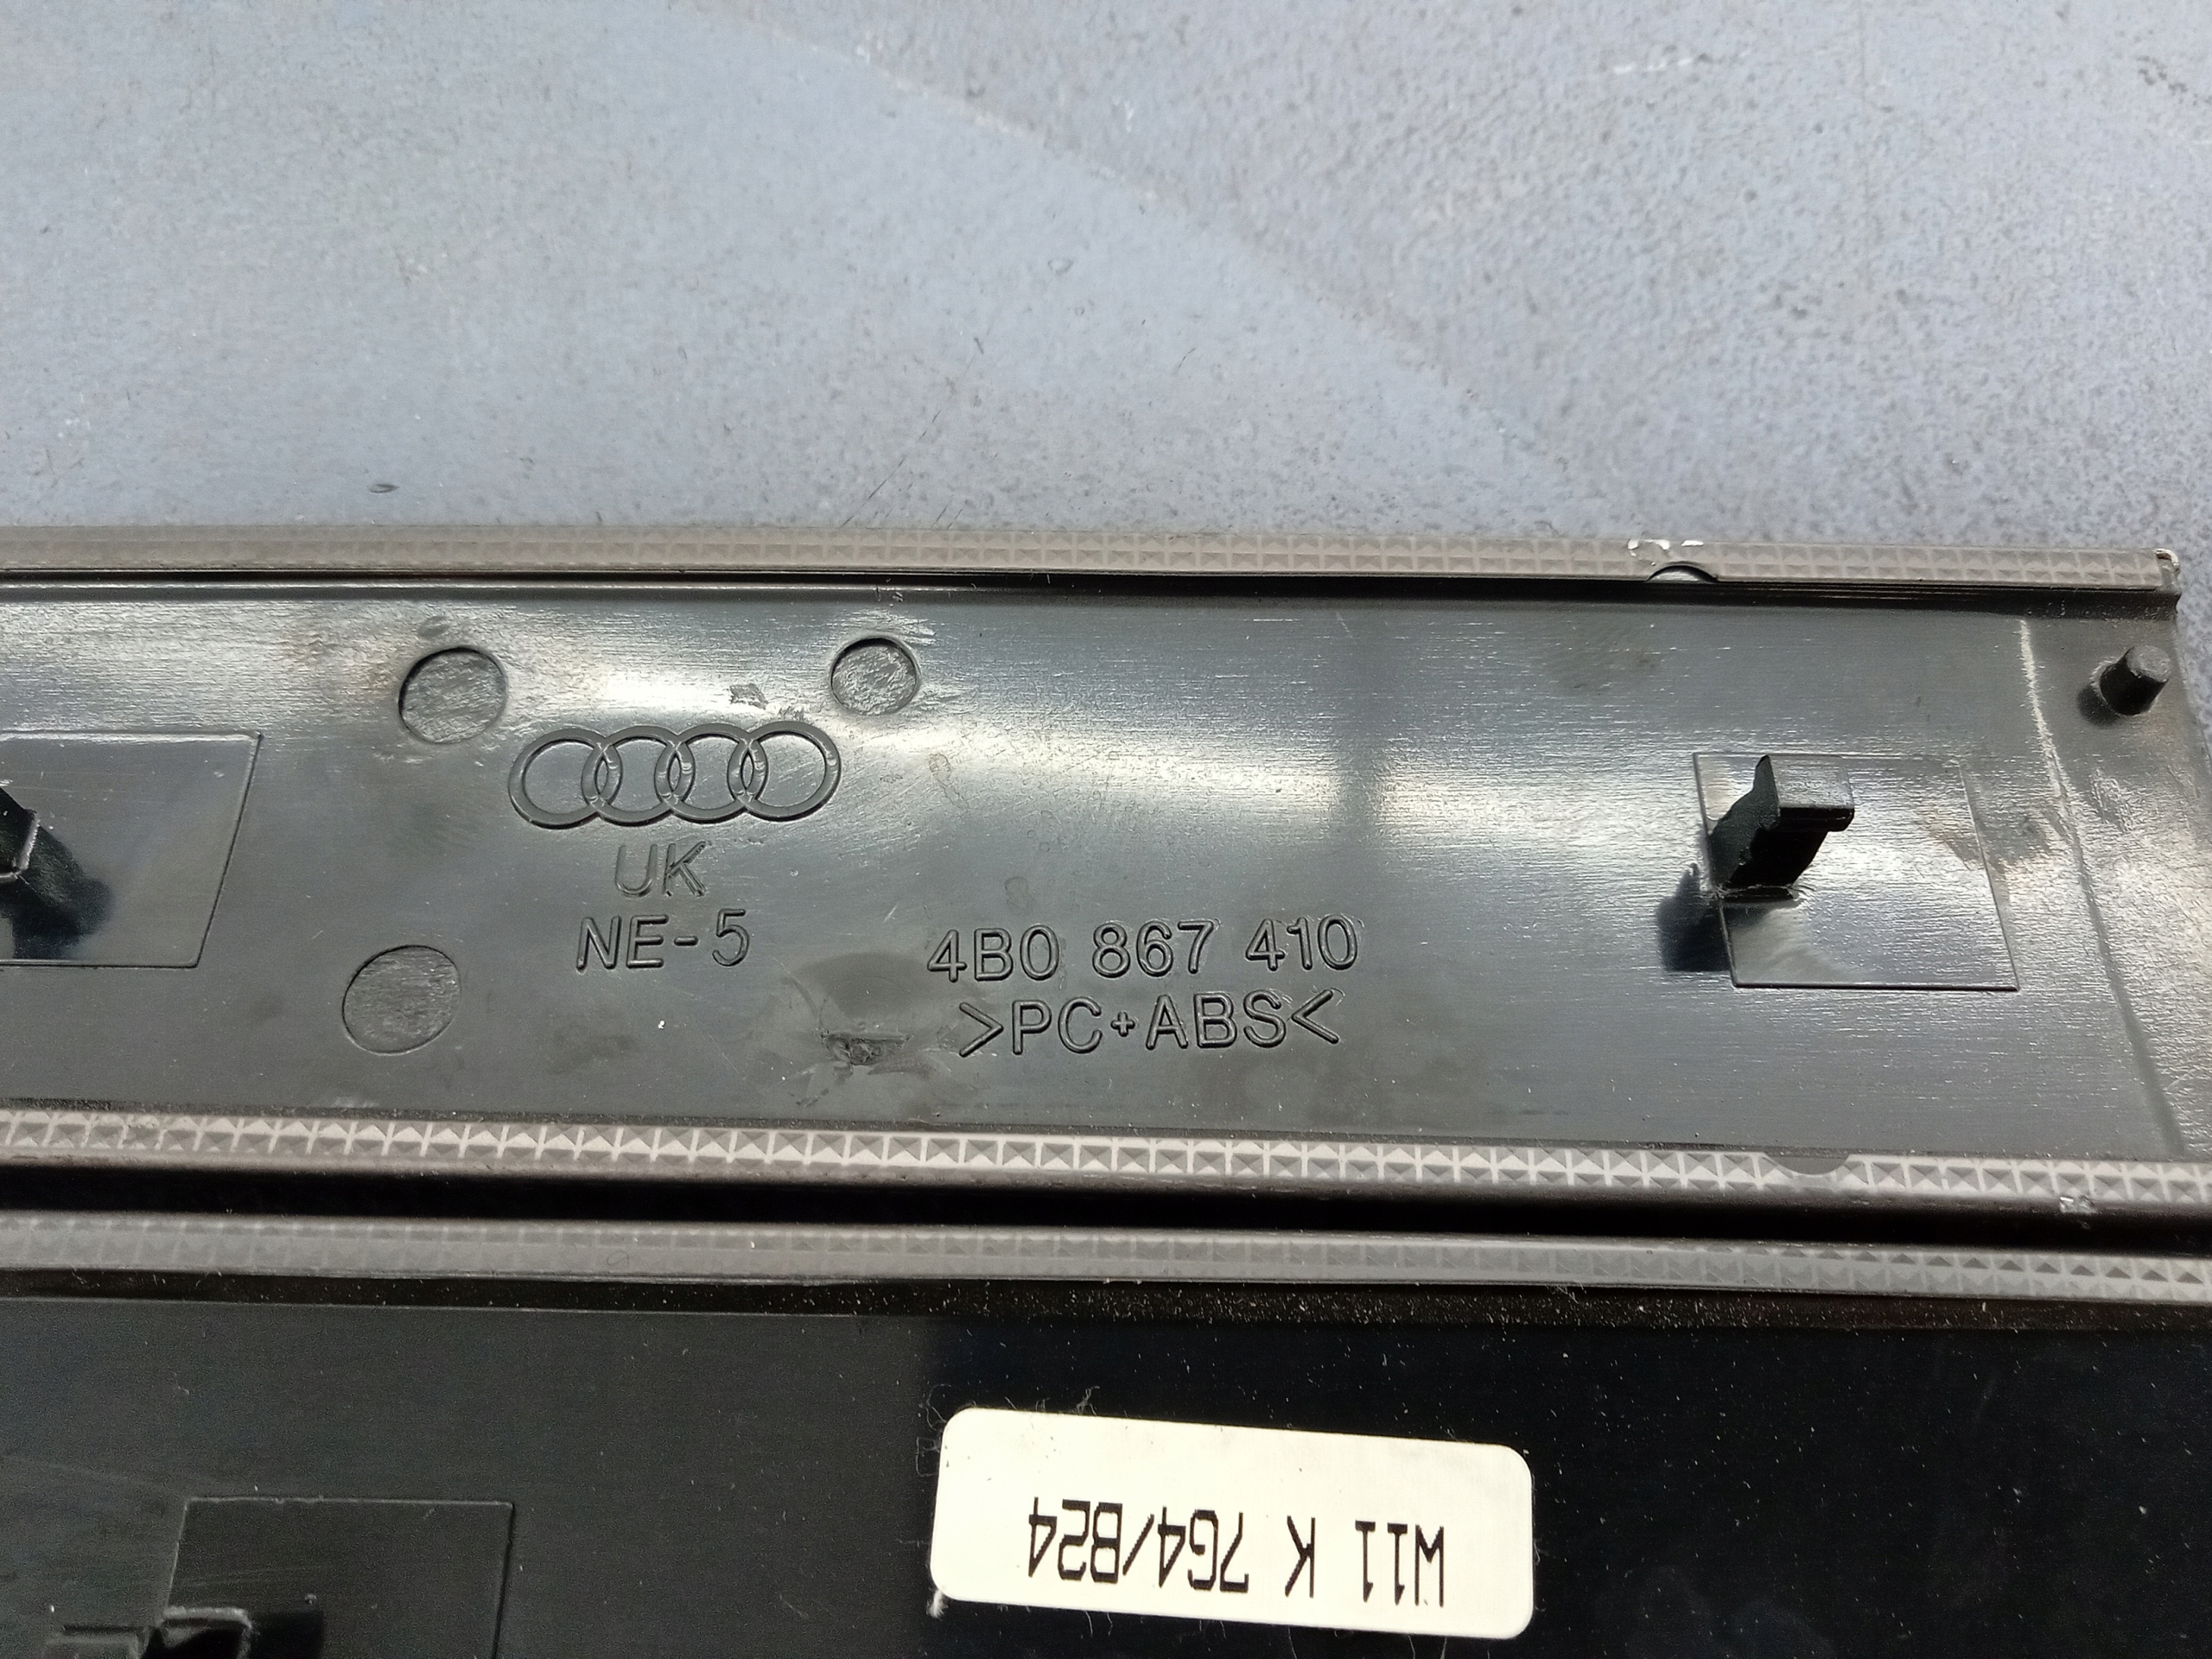 UK
NE-5
4B0 867 410
>PC+ABS<
W11 K 7G4/B24